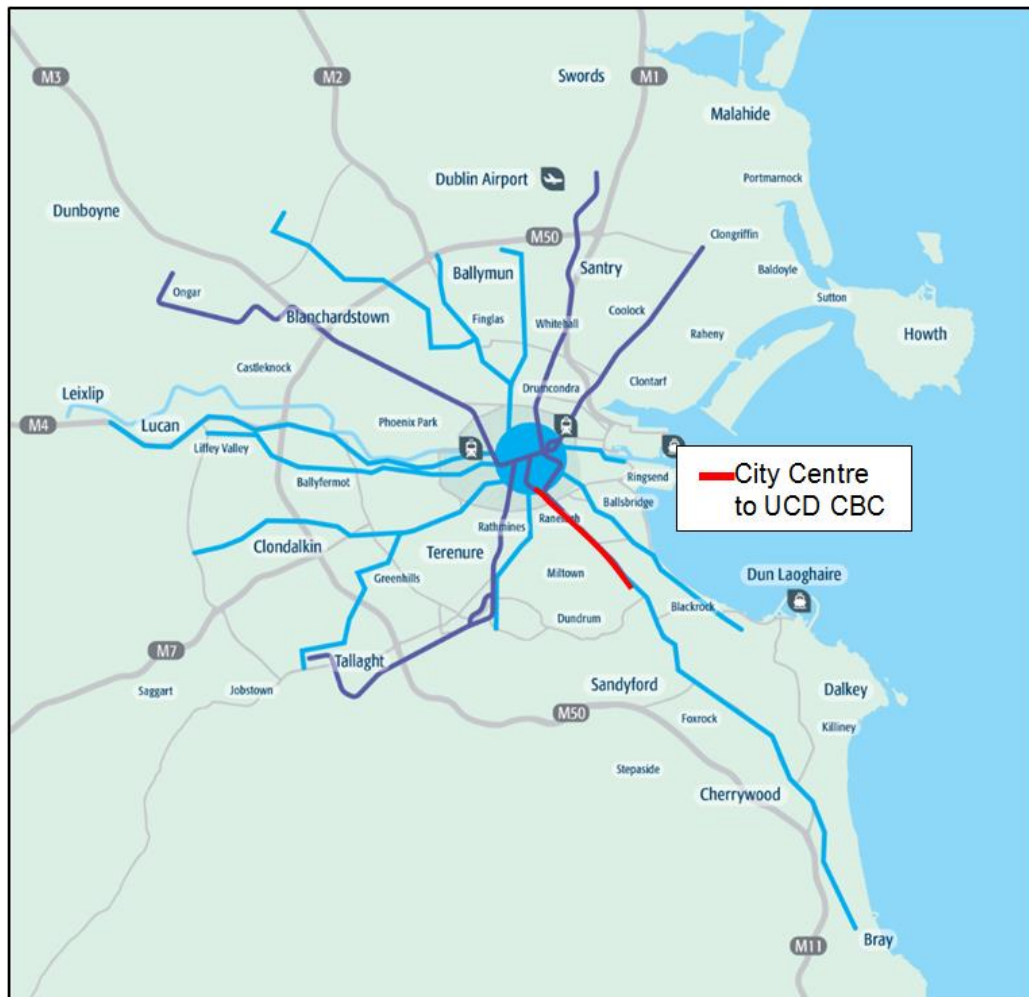 Swords
M3
M2
M1
Malahide
Dublin Airport
Portmarnock
Dunboyne
Clongriffin
M50
Ballymun
Santry
Baldoyle
Ongar
Sutton
Coolock
Blanchardstown
Finglas
Whitehall
Raheny
Howth
Castleknock
Clontarf
Drumcondra
Leixlip
Phoenix Park
M4
Lucan
Liffey Valley
Ringsend
City Centre
to UCD CBC
Ballyfermot
Ballsbridge
Rathmines
Ranelagh
Clondalkin
Terenure
Greenhills
Miltown
Dun Laoghaire
Blackrock
Dundrum
M7
Tallaght
Saggart
Jobstown
Sandyford
Dalkey
M50
Foxrock
Killiney
Stepaside
Cherrywood
Bray
M11